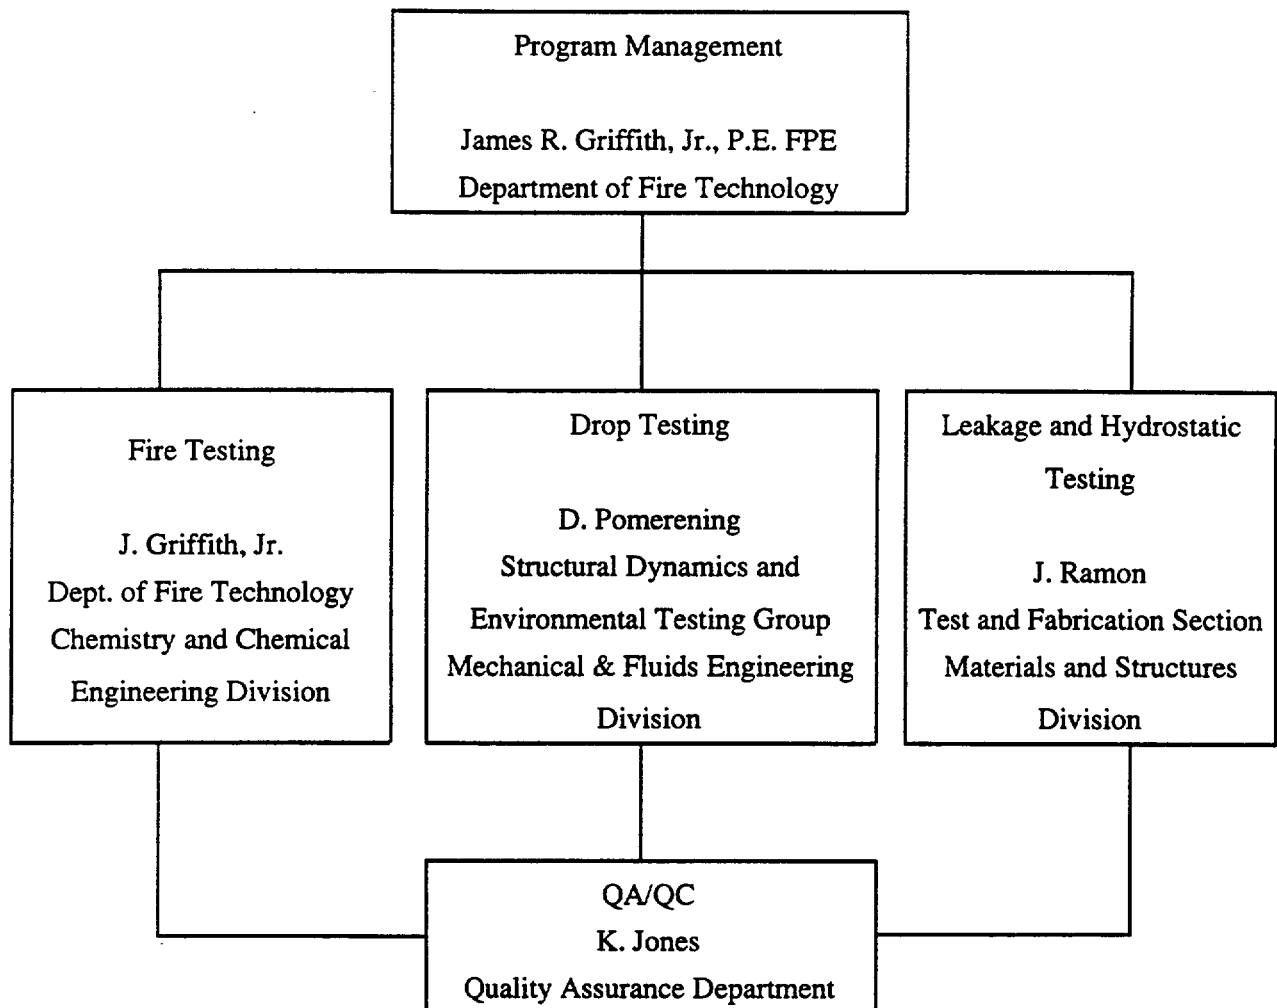 Program Management
James R. Griffith, Jr., P.E. FPE
Department of Fire Technology
Fire Testing
J. Griffith, Jr.
Dept. of Fire Technology
Chemistry and Chemical
Engineering Division
Drop Testing
D. Pomerening
Structural Dynamics and
Environmental Testing Group
Mechanical & Fluids Engineering
Division
Leakage and Hydrostatic
Testing
J. Ramon
Test and Fabrication Section
Materials and Structures
Division
QA/QC
K. Jones
Quality Assurance Department